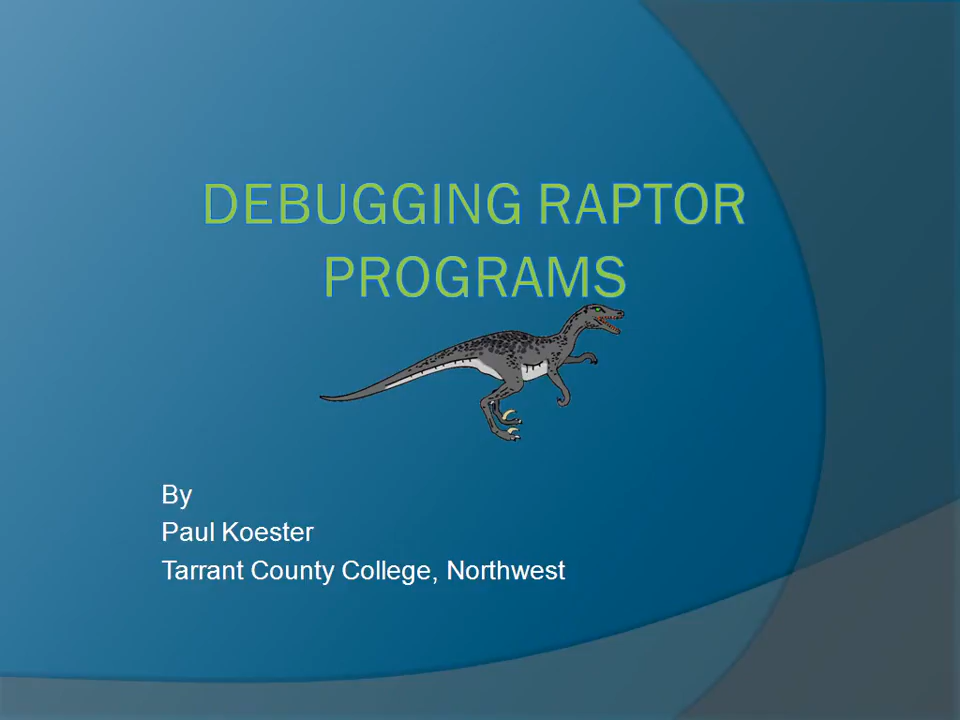 DEBUGGING RAPTOR
PROGRAMS
By
Paul Koester
Tarrant County College, Northwest